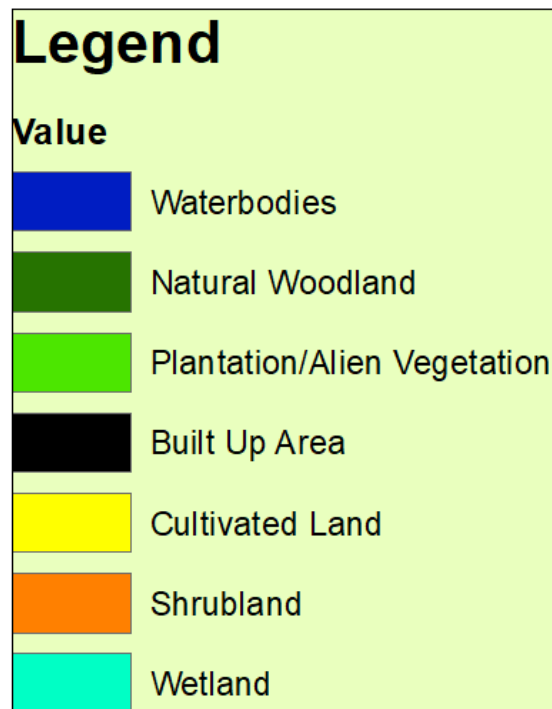 Legend
Value
Waterbodies
Natural Woodland
Plantation/Alien Vegetation
Built Up Area
Cultivated Land
Shrubland
Wetland